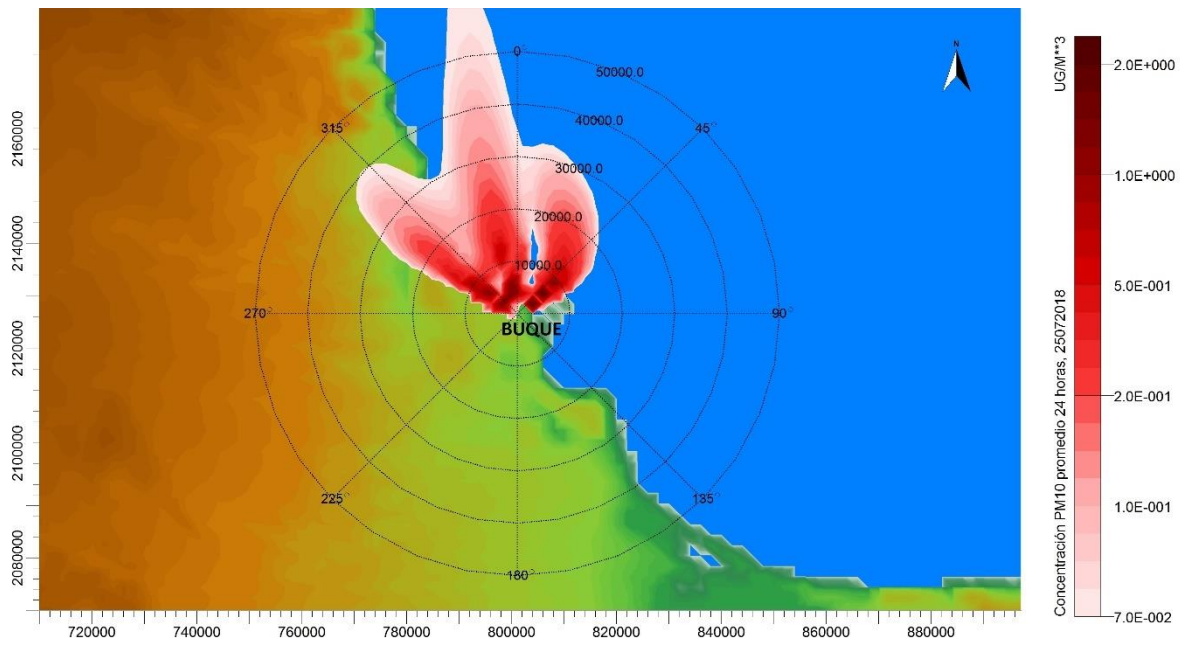 0°
50000.0
40000.0
30000.0
20000.0
10000.0
315°
45°
270°
90°
225°
135°
180°
BUQUE
N
2160000
2140000
2120000
2100000
2080000
720000 740000 760000 780000 800000 820000 840000 860000 880000
UG/M**3
Concentración PM10 promedio 24 horas, 25072018
2.0E+000
1.0E+000
5.0E-001
2.0E-001
1.0E-001
7.0E-002